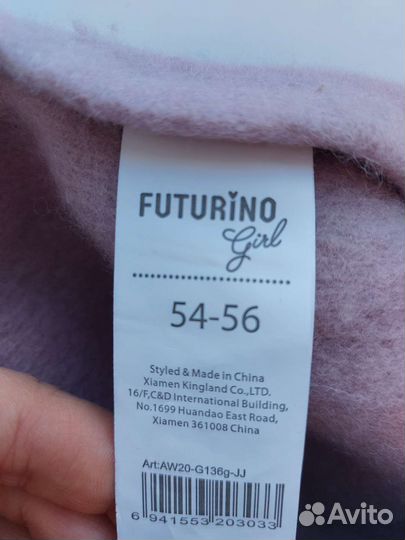 FUTURINO
Girl
54-56
Styled & Made in China
Xiamen Kingland Co.,LTD.
16/F,C&D International Building,
No.1699 Huandao East Road,
Xiamen 361008 China
Art:AW20-G136g-JJ
6 941553 203033
Avito